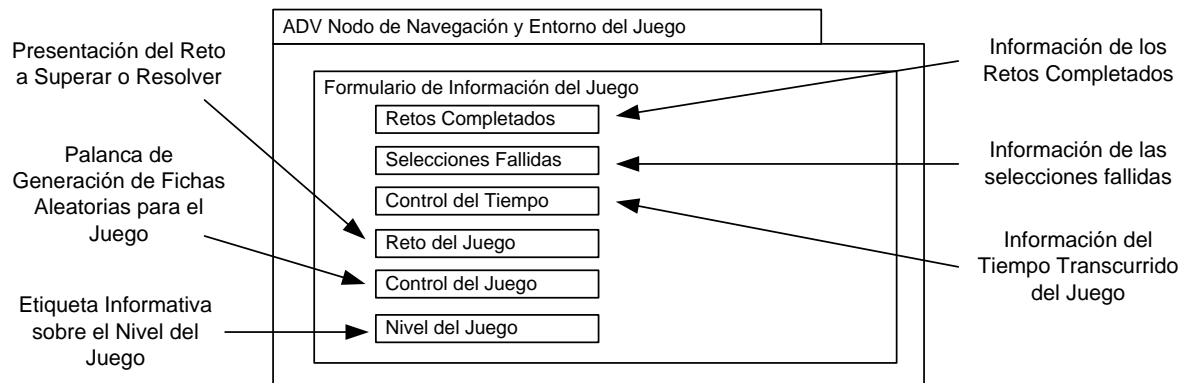 ADV Nodo de Navegación y Entorno del Juego
Presentación del Reto
a Superar o Resolver
Palanca de
Generación de Fichas
Aleatorias para el
Juego
Etiqueta Informativa
sobre el Nivel del
Juego
Formulario de Información del Juego
Retos Completados
Selecciones Fallidas
Control del Tiempo
Reto del Juego
Control del Juego
Nivel del Juego
Información de los
Retos Completados
Información de las
selecciones fallidas
Información del
Tiempo Transcurrido
del Juego